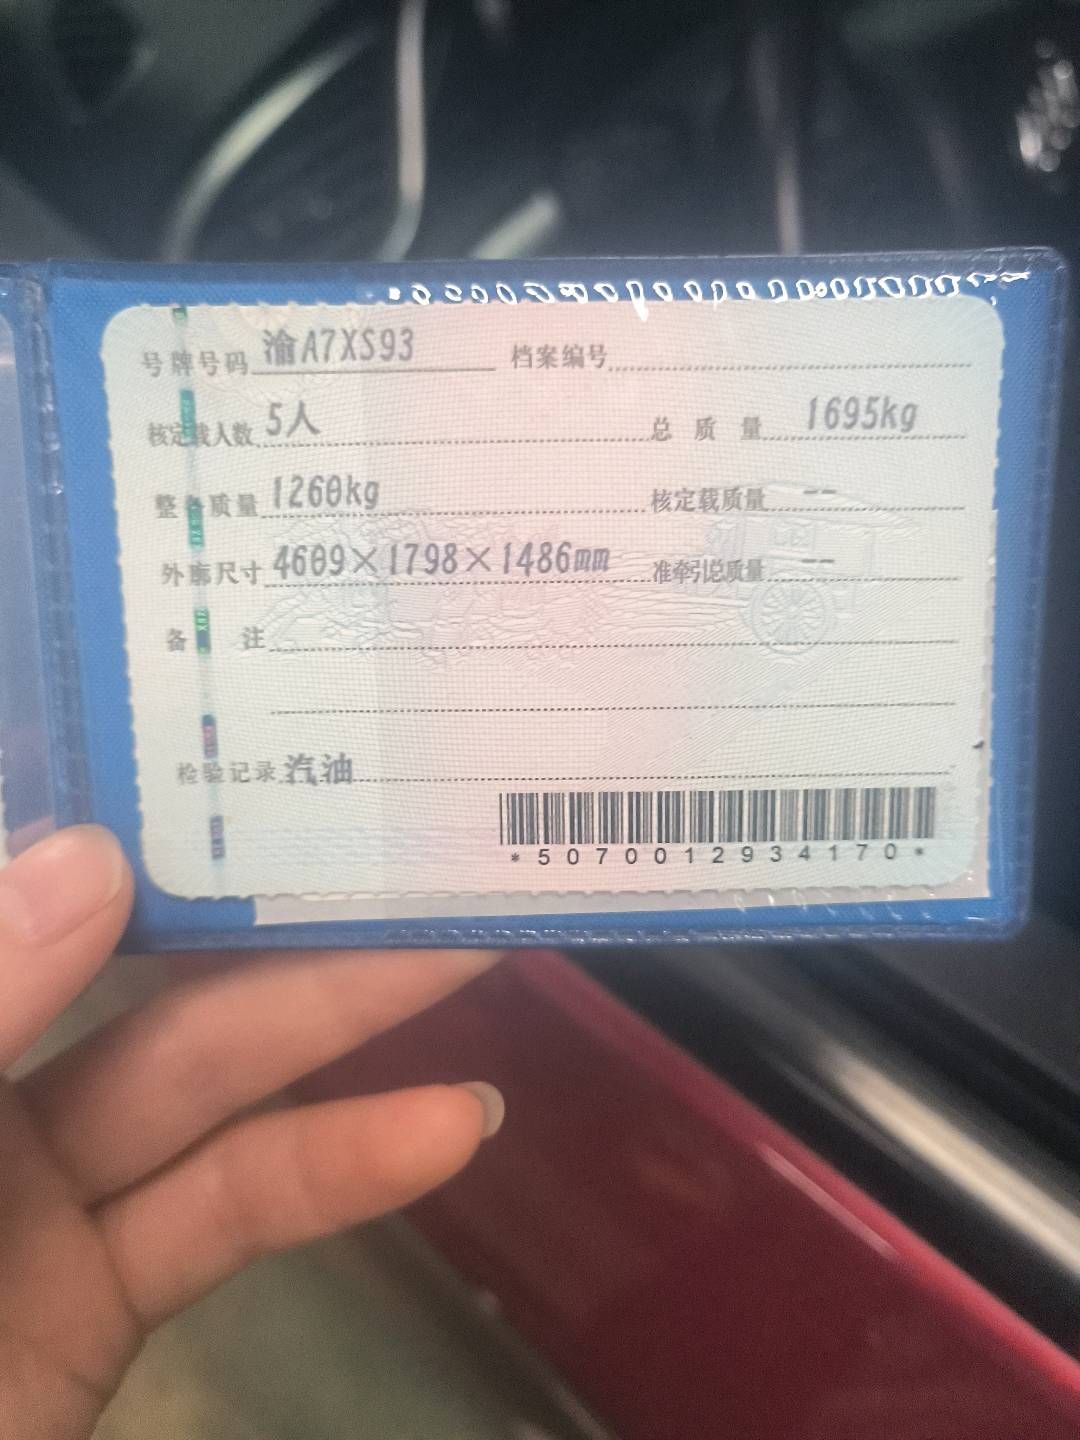 号牌号码 渝A7XS93 档案编号
核定载人数 5人 总质量 1695kg
整备质量 1260kg 核定载质量 --
外廓尺寸 4609×1798×1486mm 准牵引总质量 --
备注
检验记录 汽油
*5070012934170*